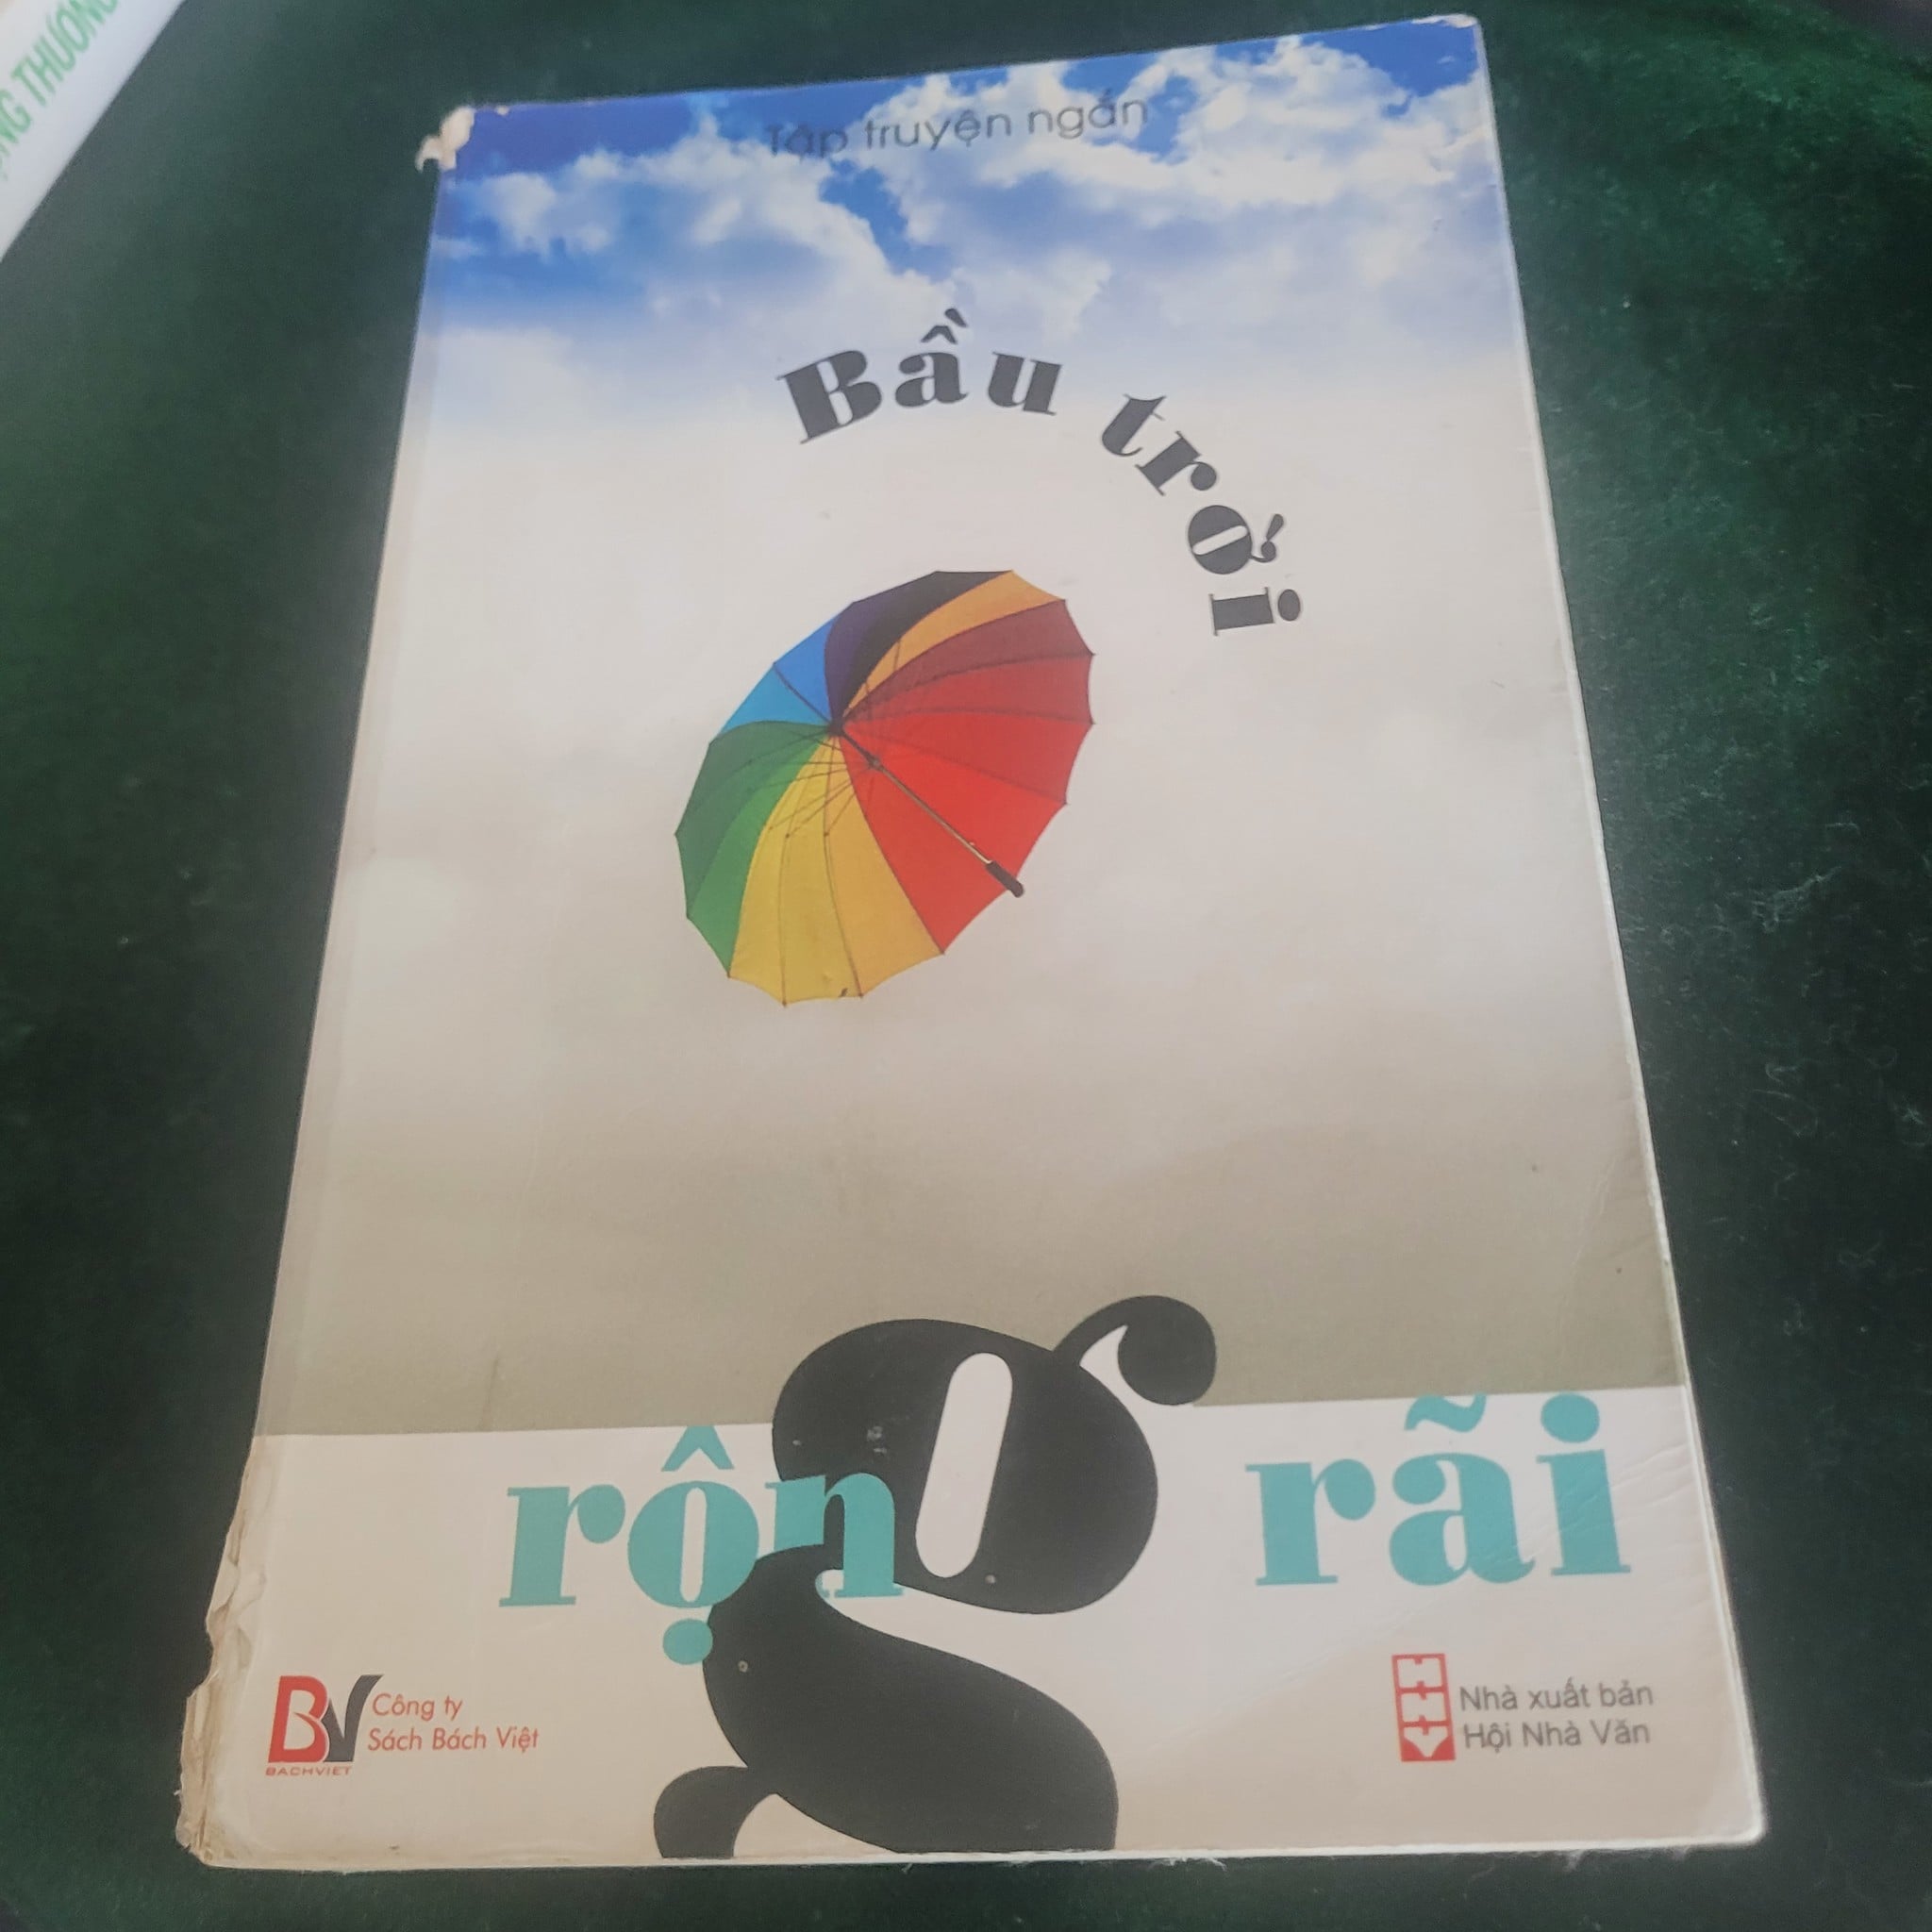 Tập truyện ngắn
Bầu trời
rộng rãi
BV Công ty
Sách Bách Việt
BACHVIET
Nhà xuất bản
Hội Nhà Văn